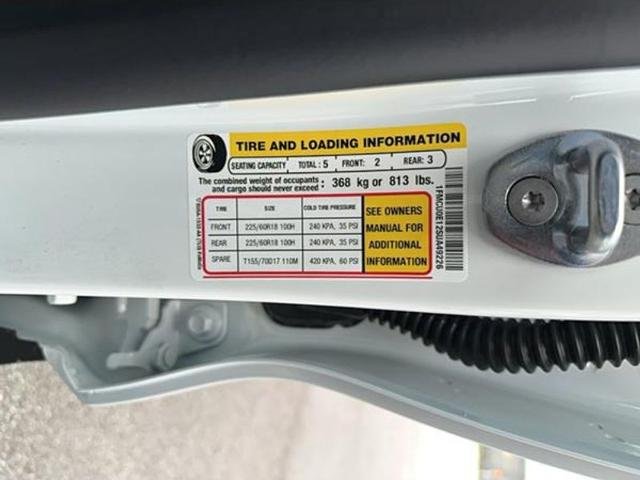 TIRE AND LOADING INFORMATION
SEATING CAPACITY TOTAL: 5 FRONT: 2 REAR: 3
The combined weight of occupants and cargo should never exceed : 368 kg or 813 lbs.
TIRE SIZE COLD TIRE PRESSURE
FRONT 225/60R18 100H 240 KPA, 35 PSI
REAR 225/60R18 100H 240 KPA, 35 PSI
SPARE T155/70D17 110M 420 KPA, 60 PSI
SEE OWNERS
MANUAL FOR
ADDITIONAL
INFORMATION